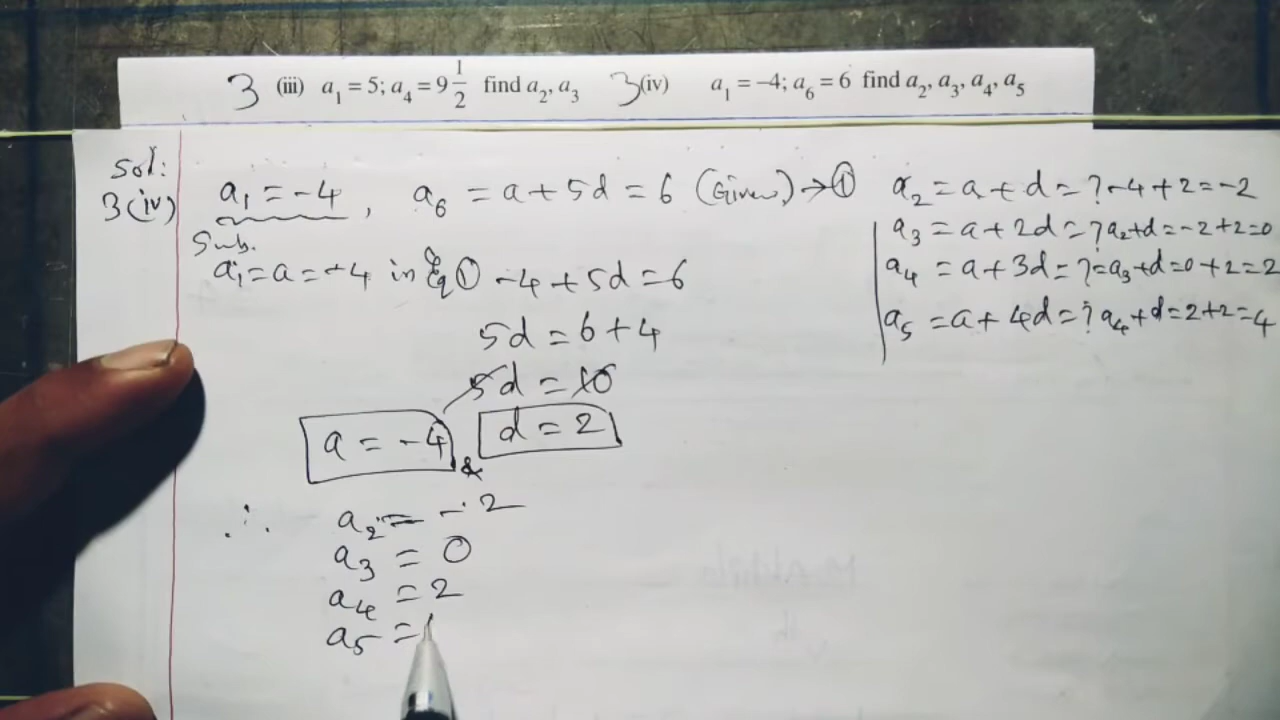 3 (iii) a₁ = 5; a₄ = 9 1/2 find a₂, a₃ 3(iv) a₁ = –4; a₆ = 6 find a₂, a₃, a₄, a₅
Sol:
3(iv) a₁ = -4, a₆ = a + 5d = 6 (Given) → ①
Sub.
a₁ = a = -4 in Eq ① -4 + 5d = 6
5d = 6 + 4
5d = 10
a = -4 & d = 2
∴ a₂ = -2
a₃ = 0
a₄ = 2
a₅ =
a₂ = a + d = ? -4 + 2 = -2
a₃ = a + 2d = ? a₂ + d = -2 + 2 = 0
a₄ = a + 3d = ? = a₃ + d = 0 + 2 = 2
a₅ = a + 4d = ? a₄ + d = 2 + 2 = 4